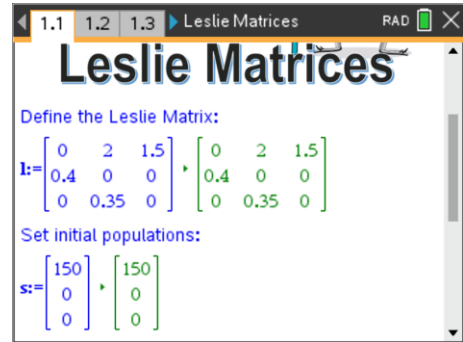 1.1 1.2 1.3 Leslie Matrices RAD
Leslie Matrices
Define the Leslie Matrix:
l:=[0 2 1.5; 0.4 0 0; 0 0.35 0] ▸ [0 2 1.5; 0.4 0 0; 0 0.35 0]
Set initial populations:
s:=[150; 0; 0] ▸ [150; 0; 0]